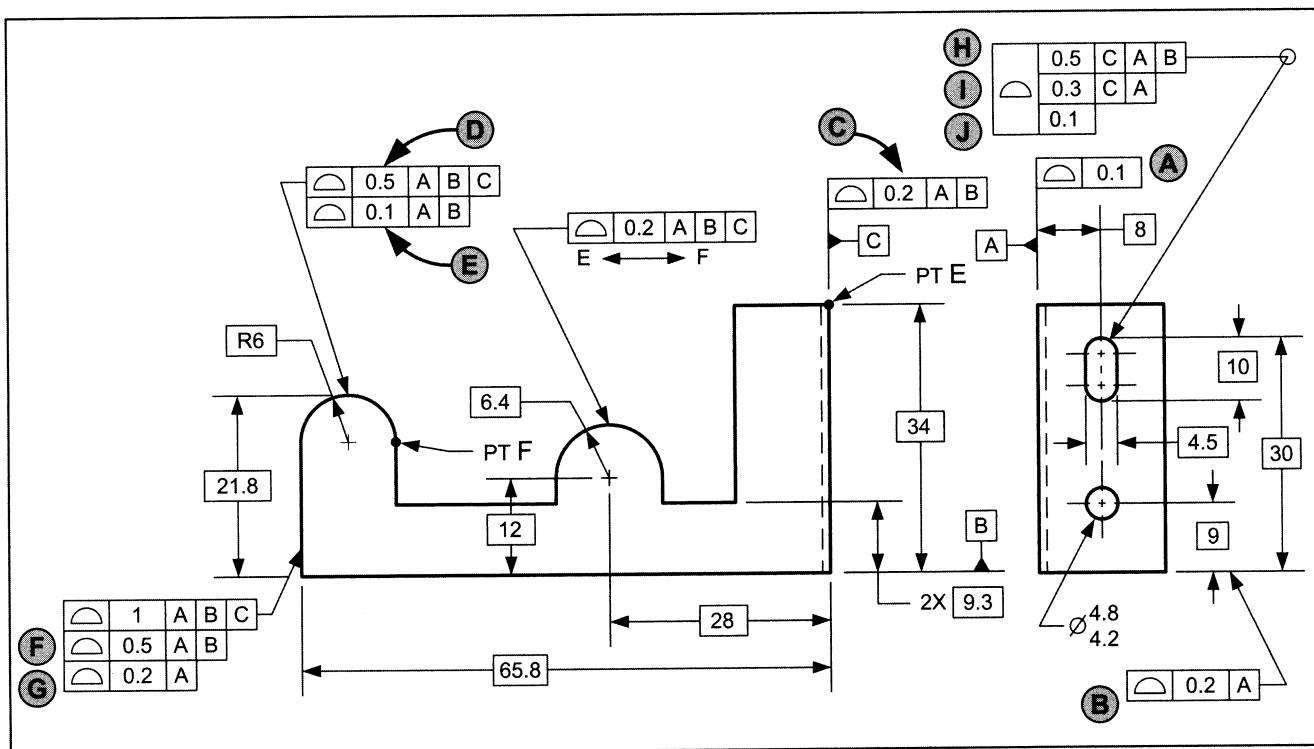 H
0.5 C A B
I
0.3 C A
J
0.1
D
C
0.5 A B C
0.1 A B
E
0.2 A B C
E F
0.2 A B
C
0.1
A
A
8
PT E
R6
6.4
PT F
34
10
4.5
30
21.8
12
B
9
2X 9.3
28
65.8
Ø 4.8
4.2
1 A B C
F
0.5 A B
G
0.2 A
B
0.2 A